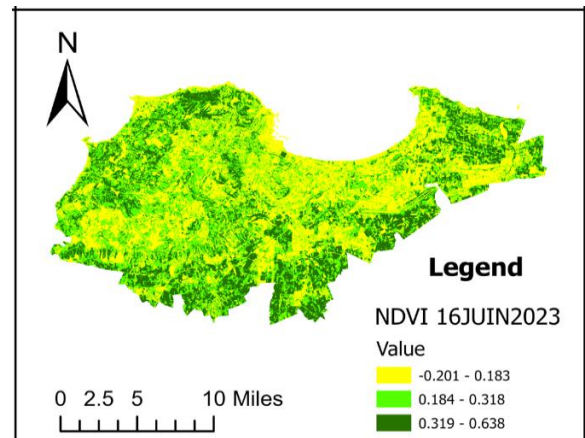 N
Legend
NDVI 16JUIN2023
Value
-0.201 - 0.183
0.184 - 0.318
0.319 - 0.638
0 2.5 5 10 Miles